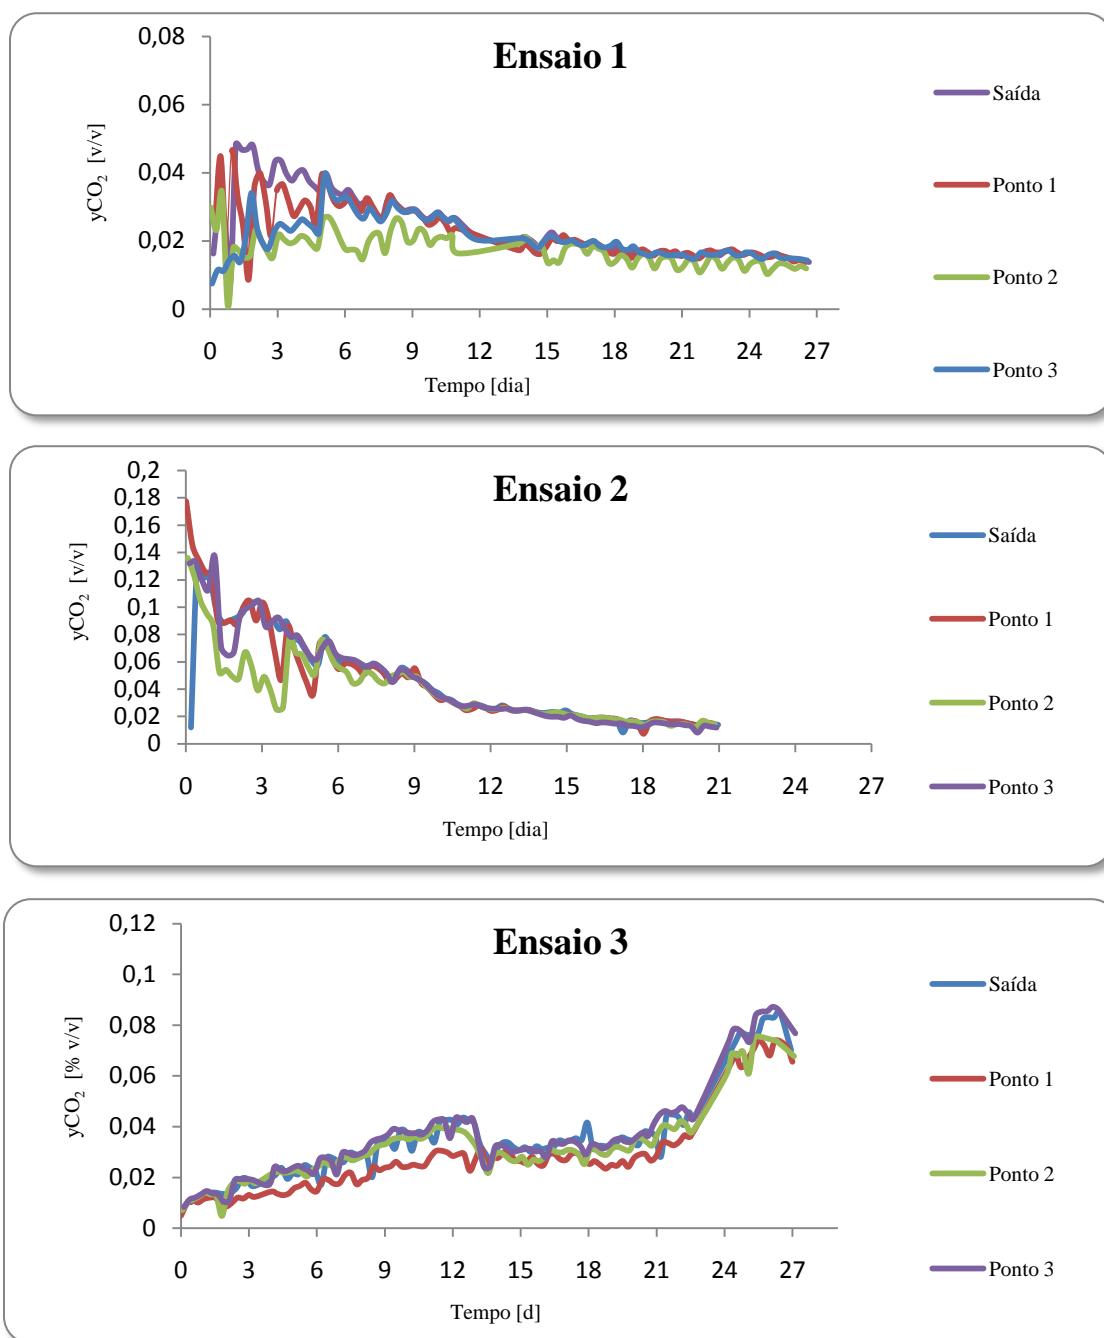 Ensaio 1
0,08
0,06
0,04
0,02
0
yCO2 [v/v]
0 3 6 9 12 15 18 21 24 27
Tempo [dia]
Saída
Ponto 1
Ponto 2
Ponto 3
Ensaio 2
0,2
0,18
0,16
0,14
0,12
0,1
0,08
0,06
0,04
0,02
0
yCO2 [v/v]
0 3 6 9 12 15 18 21 24 27
Tempo [dia]
Saída
Ponto 1
Ponto 2
Ponto 3
Ensaio 3
0,12
0,1
0,08
0,06
0,04
0,02
0
yCO2 [% v/v]
0 3 6 9 12 15 18 21 24 27
Tempo [d]
Saída
Ponto 1
Ponto 2
Ponto 3